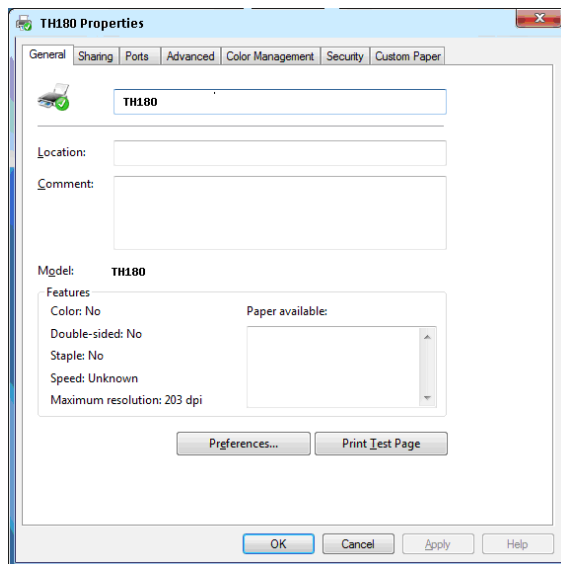 TH180 Properties
General Sharing Ports Advanced Color Management Security Custom Paper
TH180
Location:
Comment:
Model: TH180
Features
Color: No Paper available:
Double-sided: No
Staple: No
Speed: Unknown
Maximum resolution: 203 dpi
Preferences... Print Test Page
OK Cancel Apply Help